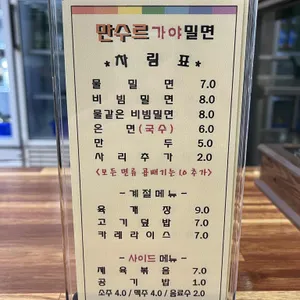 만수르가야밀면
★차림표★
물밀면 7.0
비빔밀면 8.0
물같은 비빔밀면 8.0
온면(국수) 6.0
만두 5.0
사리추가 2.0
<모든 면류 곱빼기는 1.0 추가>
- 계절메뉴 -
육개장 9.0
고기덮밥 7.0
카레라이스 7.0
- 사이드 메뉴 -
제육볶음 7.0
공기밥 1.0
소주 4.0 / 맥주 4.0 / 음료수 2.0